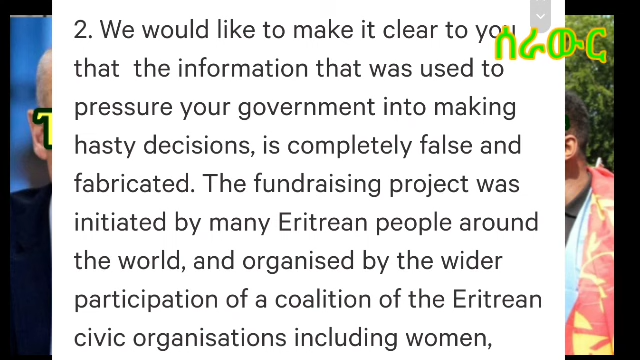 2. We would like to make it clear to you
ሰራውር
that the information that was used to
pressure your government into making
hasty decisions, is completely false and
fabricated. The fundraising project was
initiated by many Eritrean people around
the world, and organised by the wider
participation of a coalition of the Eritrean
civic organisations including women,